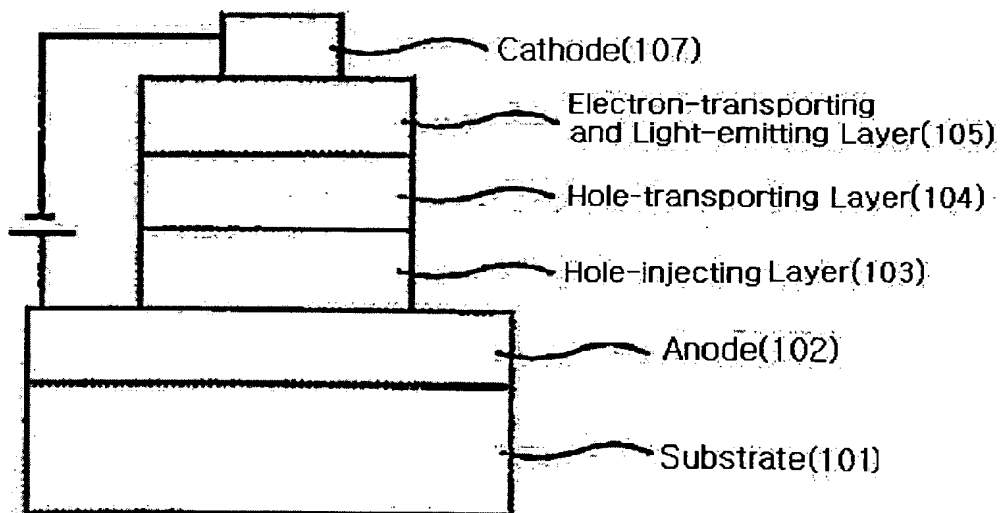 Cathode(107)
Electron-transporting
and Light-emitting Layer(105)
Hole-transporting Layer(104)
Hole-injecting Layer(103)
Anode(102)
Substrate(101)